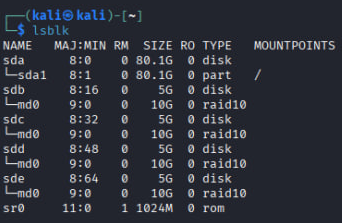 ┌──(kali㉿kali)-[~]
└─$ lsblk
NAME   MAJ:MIN RM  SIZE RO TYPE   MOUNTPOINTS
sda      8:0    0 80.1G  0 disk
└─sda1   8:1    0 80.1G  0 part   /
sdb      8:16   0    5G  0 disk
└─md0    9:0    0   10G  0 raid10
sdc      8:32   0    5G  0 disk
└─md0    9:0    0   10G  0 raid10
sdd      8:48   0    5G  0 disk
└─md0    9:0    0   10G  0 raid10
sde      8:64   0    5G  0 disk
└─md0    9:0    0   10G  0 raid10
sr0     11:0    1 1024M  0 rom